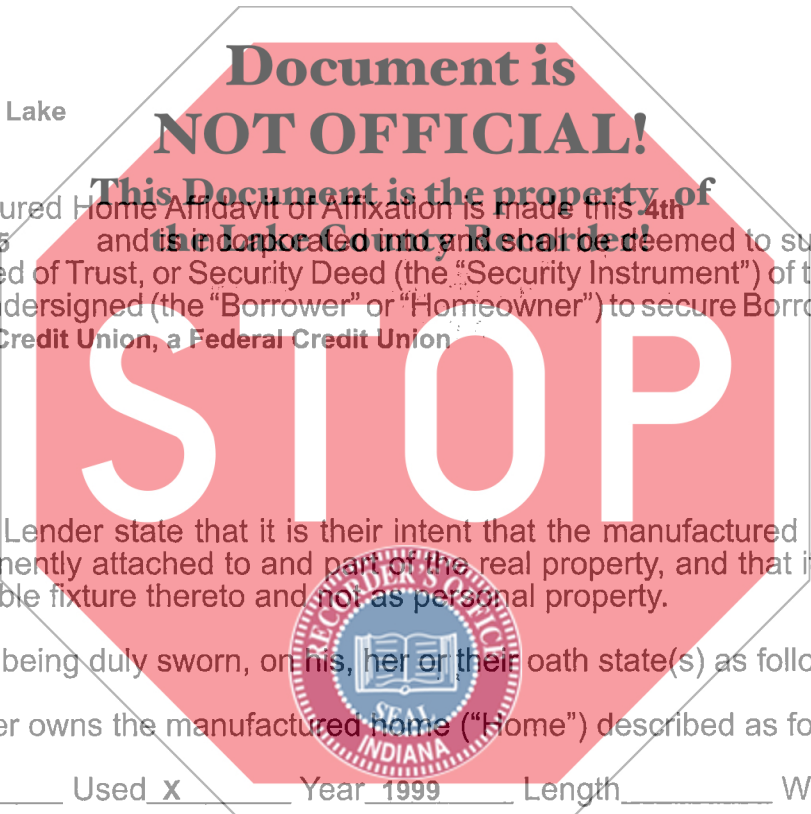 Document is
Lake
NOT OFFICIAL!
This Document is the property of
ured Home Affidavit of Affixation is made this 4th
the Lake County Recorder!
5 and is incorporated into and shall be deemed to su
ed of Trust, or Security Deed (the “Security Instrument”) of t
dersigned (the “Borrower” or “Homeowner”) to secure Borro
Credit Union, a Federal Credit Union
STOP
Lender state that it is their intent that the manufactured
nently attached to and part of the real property, and that i
ble fixture thereto and not as personal property.
RECORDER'S OFFICE
SEAL
INDIANA
being duly sworn, on his, her or their oath state(s) as follo
er owns the manufactured home (“Home”) described as fo
Used X Year 1999 Length W